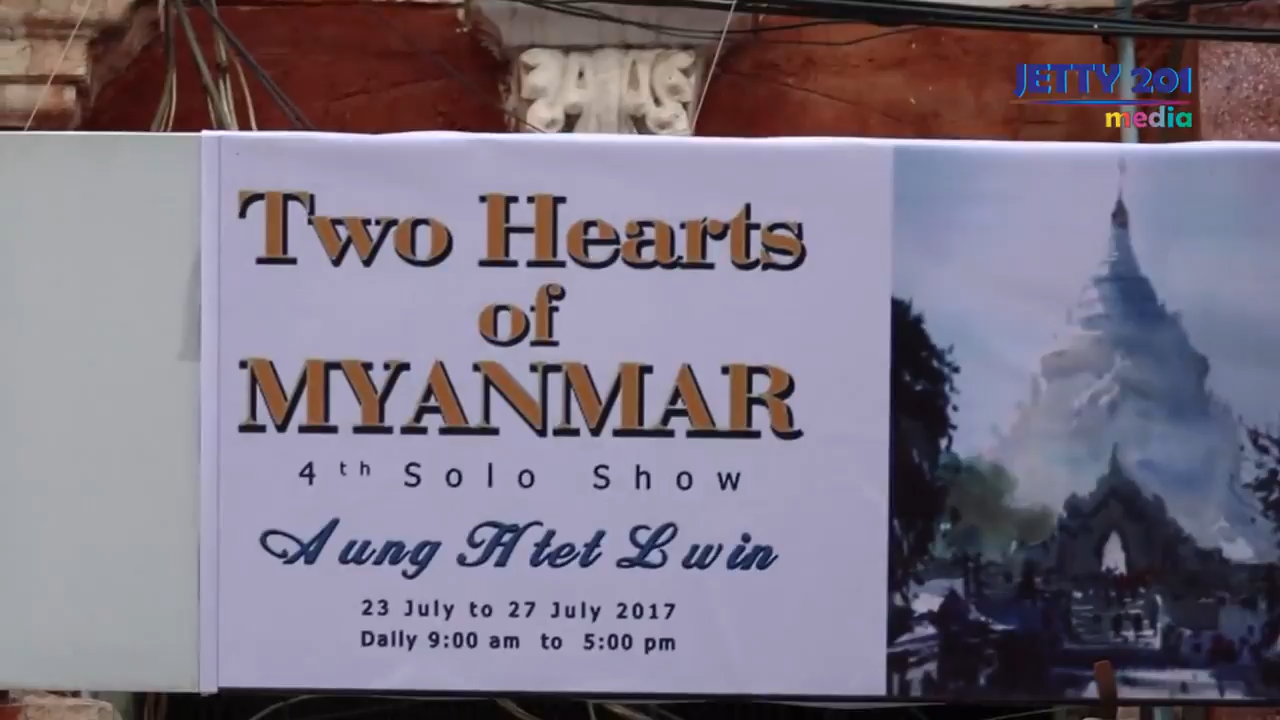 JETTY 201
media
Two Hearts
of
MYANMAR
4th Solo Show
Aung Htet Lwin
23 July to 27 July 2017
Daily 9:00 am to 5:00 pm